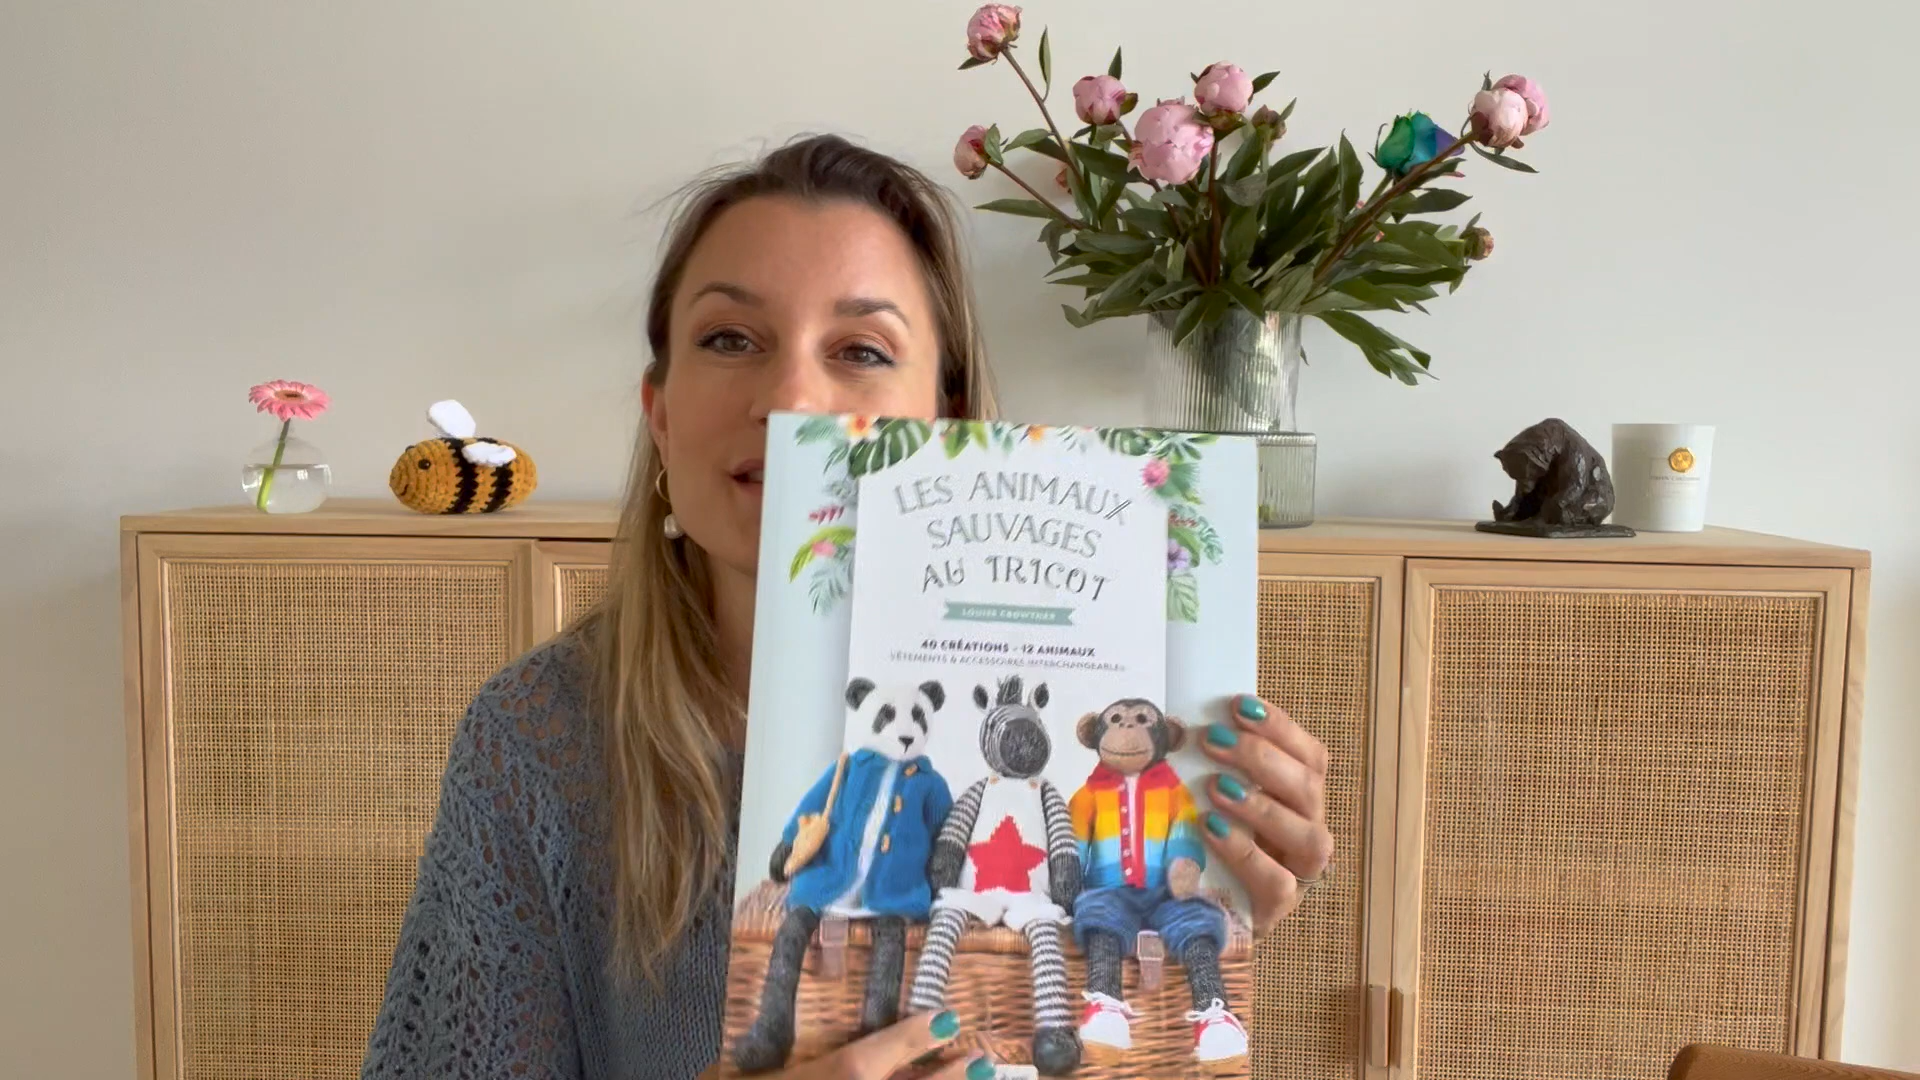 LES ANIMAUX
SAUVAGES
AU TRICOT
LOUISE CROWTHER
40 CRÉATIONS - 12 ANIMAUX
VÊTEMENTS & ACCESSOIRES INTERCHANGEABLES